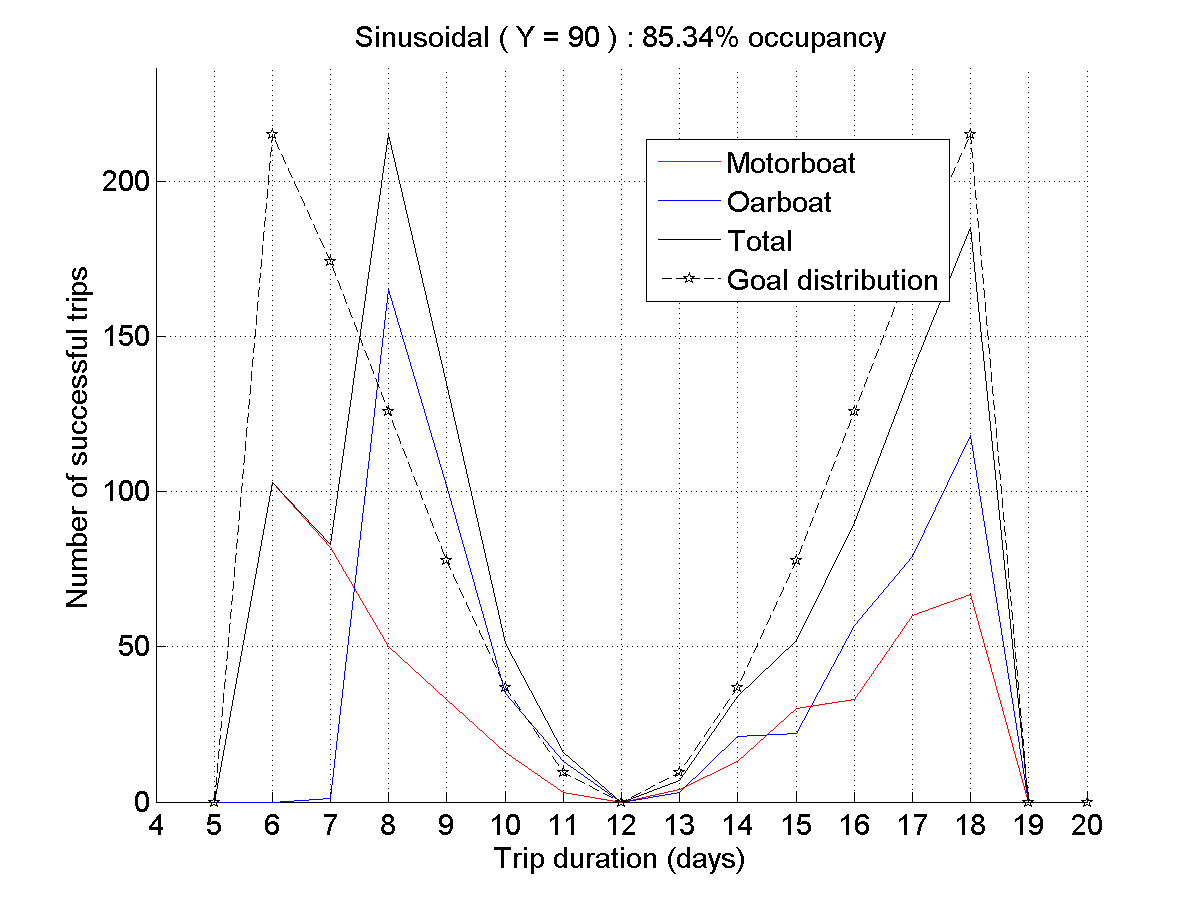 Sinusoidal ( Y = 90 ) : 85.34% occupancy
Number of successful trips
200
150
100
50
0
Motorboat
Oarboat
Total
Goal distribution
4 5 6 7 8 9 10 11 12 13 14 15 16 17 18 19 20
Trip duration (days)